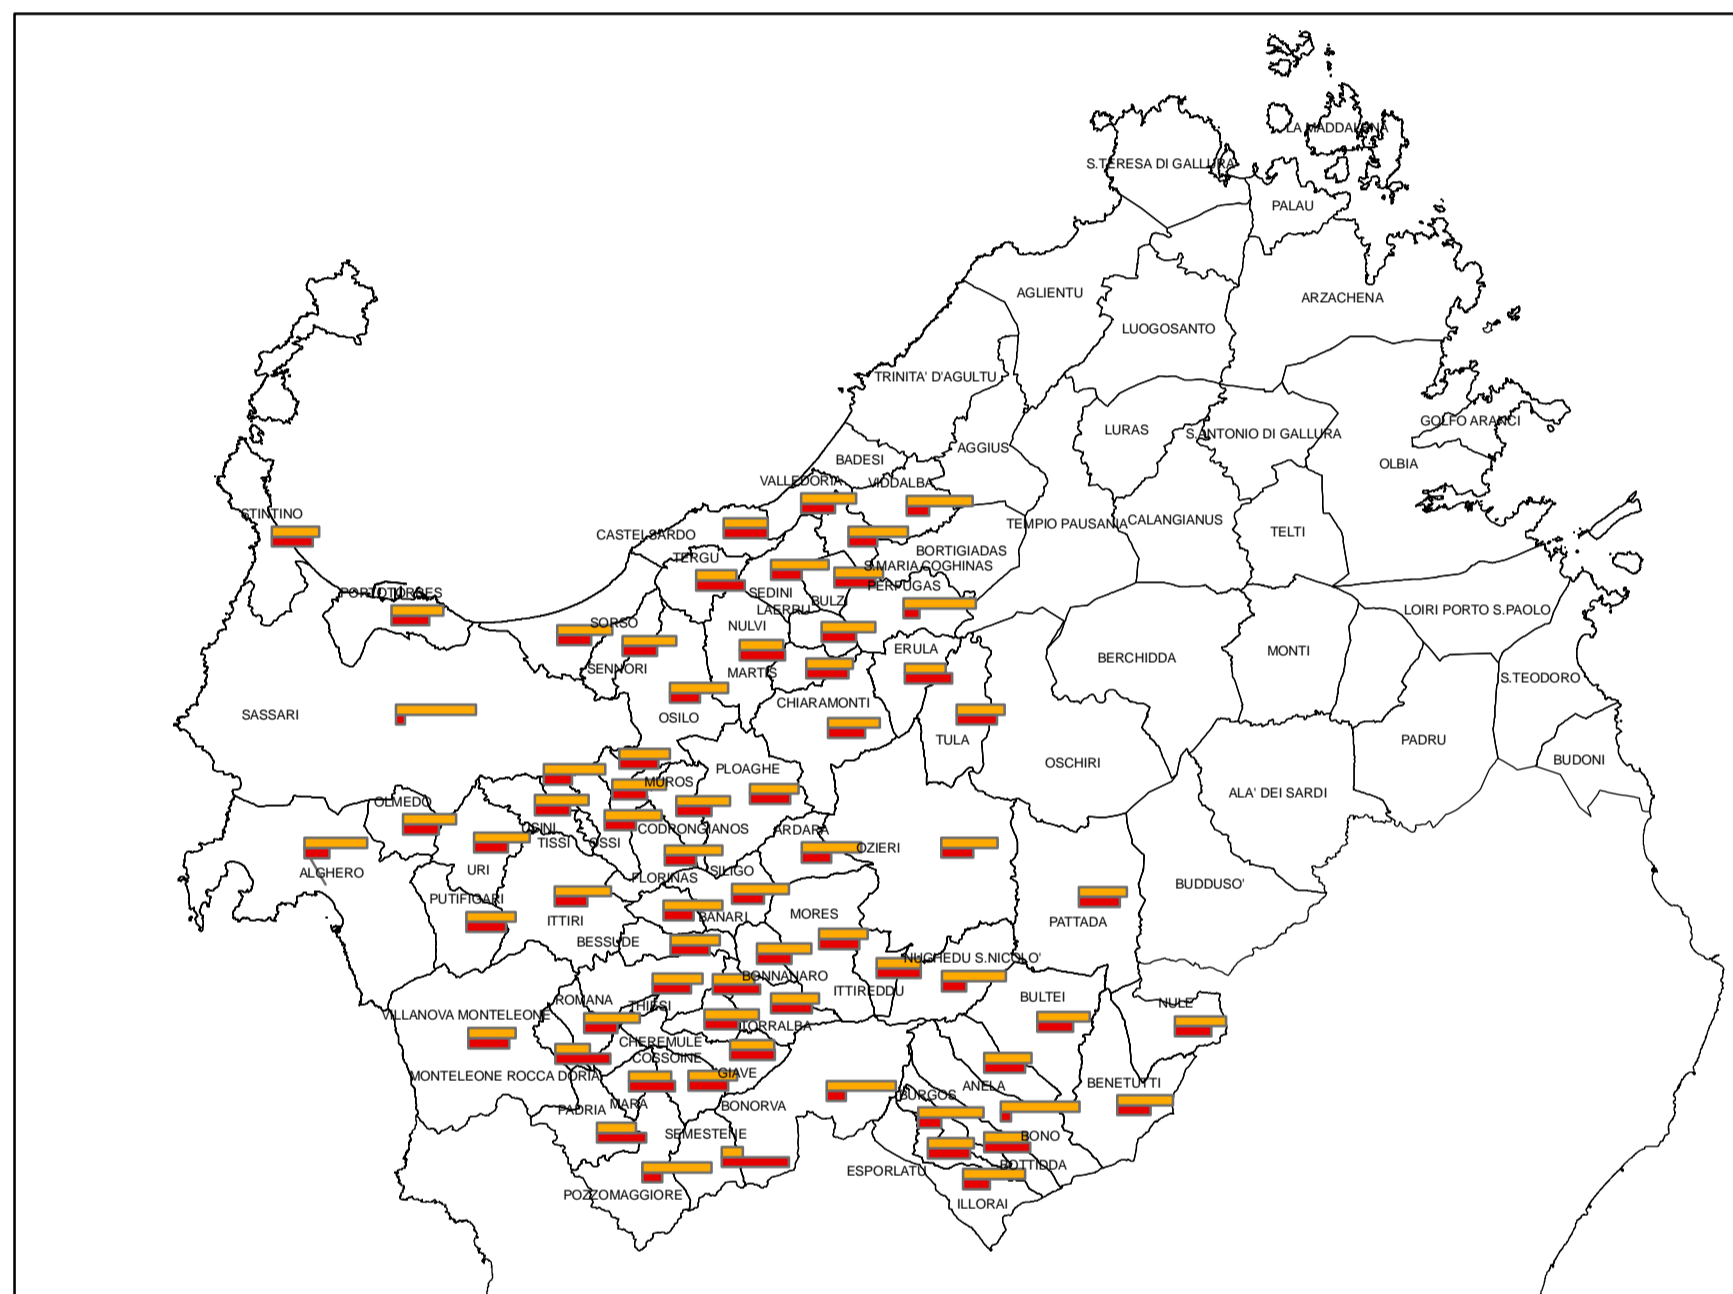 LA MADDALENA
S.TERESA DI GALLURA
PALAU
AGLIENTU
ARZACHENA
LUOGOSANTO
TRINITA' D'AGULTU
GOLFO ARANCI
LURAS
S.ANTONIO DI GALLURA
AGGIUS
BADESI
OLBIA
VALLEDORIA
VIDDALBA
STINTINO
TEMPIO PAUSANIA
CALANGIANUS
TELTI
CASTELSARDO
BORTIGIADAS
TERGU
S.MARIA COGHINAS
PERFUGAS
PORTO TORRES
SEDINI
BULZI
LAERRU
LOIRI PORTO S.PAOLO
SORSO
NULVI
ERULA
MONTI
BERCHIDDA
SENNORI
MARTIS
S.TEODORO
CHIARAMONTI
SASSARI
OSILO
TULA
PADRU
OSCHIRI
BUDONI
PLOAGHE
MUROS
ALA' DEI SARDI
OLMEDO
USINI
CODRONGIANOS
ARDARA
TISSI
OSSI
OZIERI
URI
SILIGO
ALGHERO
FLORINAS
BUDDUSO'
PUTIFIGARI
MORES
BANARI
ITTIRI
PATTADA
BESSUDE
NUGHEDU S.NICOLO'
BONNANARO
ITTIREDDU
BULTEI
ROMANA
THIESI
NULE
VILLANOVA MONTELEONE
TORRALBA
CHEREMULE
COSSOINE
GIAVE
MONTELEONE ROCCA DORIA
ANELA
BENETUTTI
BURGOS
MARA
PADRIA
BONORVA
SEMESTENE
BONO
BOTTIDDA
ESPORLATU
POZZOMAGGIORE
ILLORAI